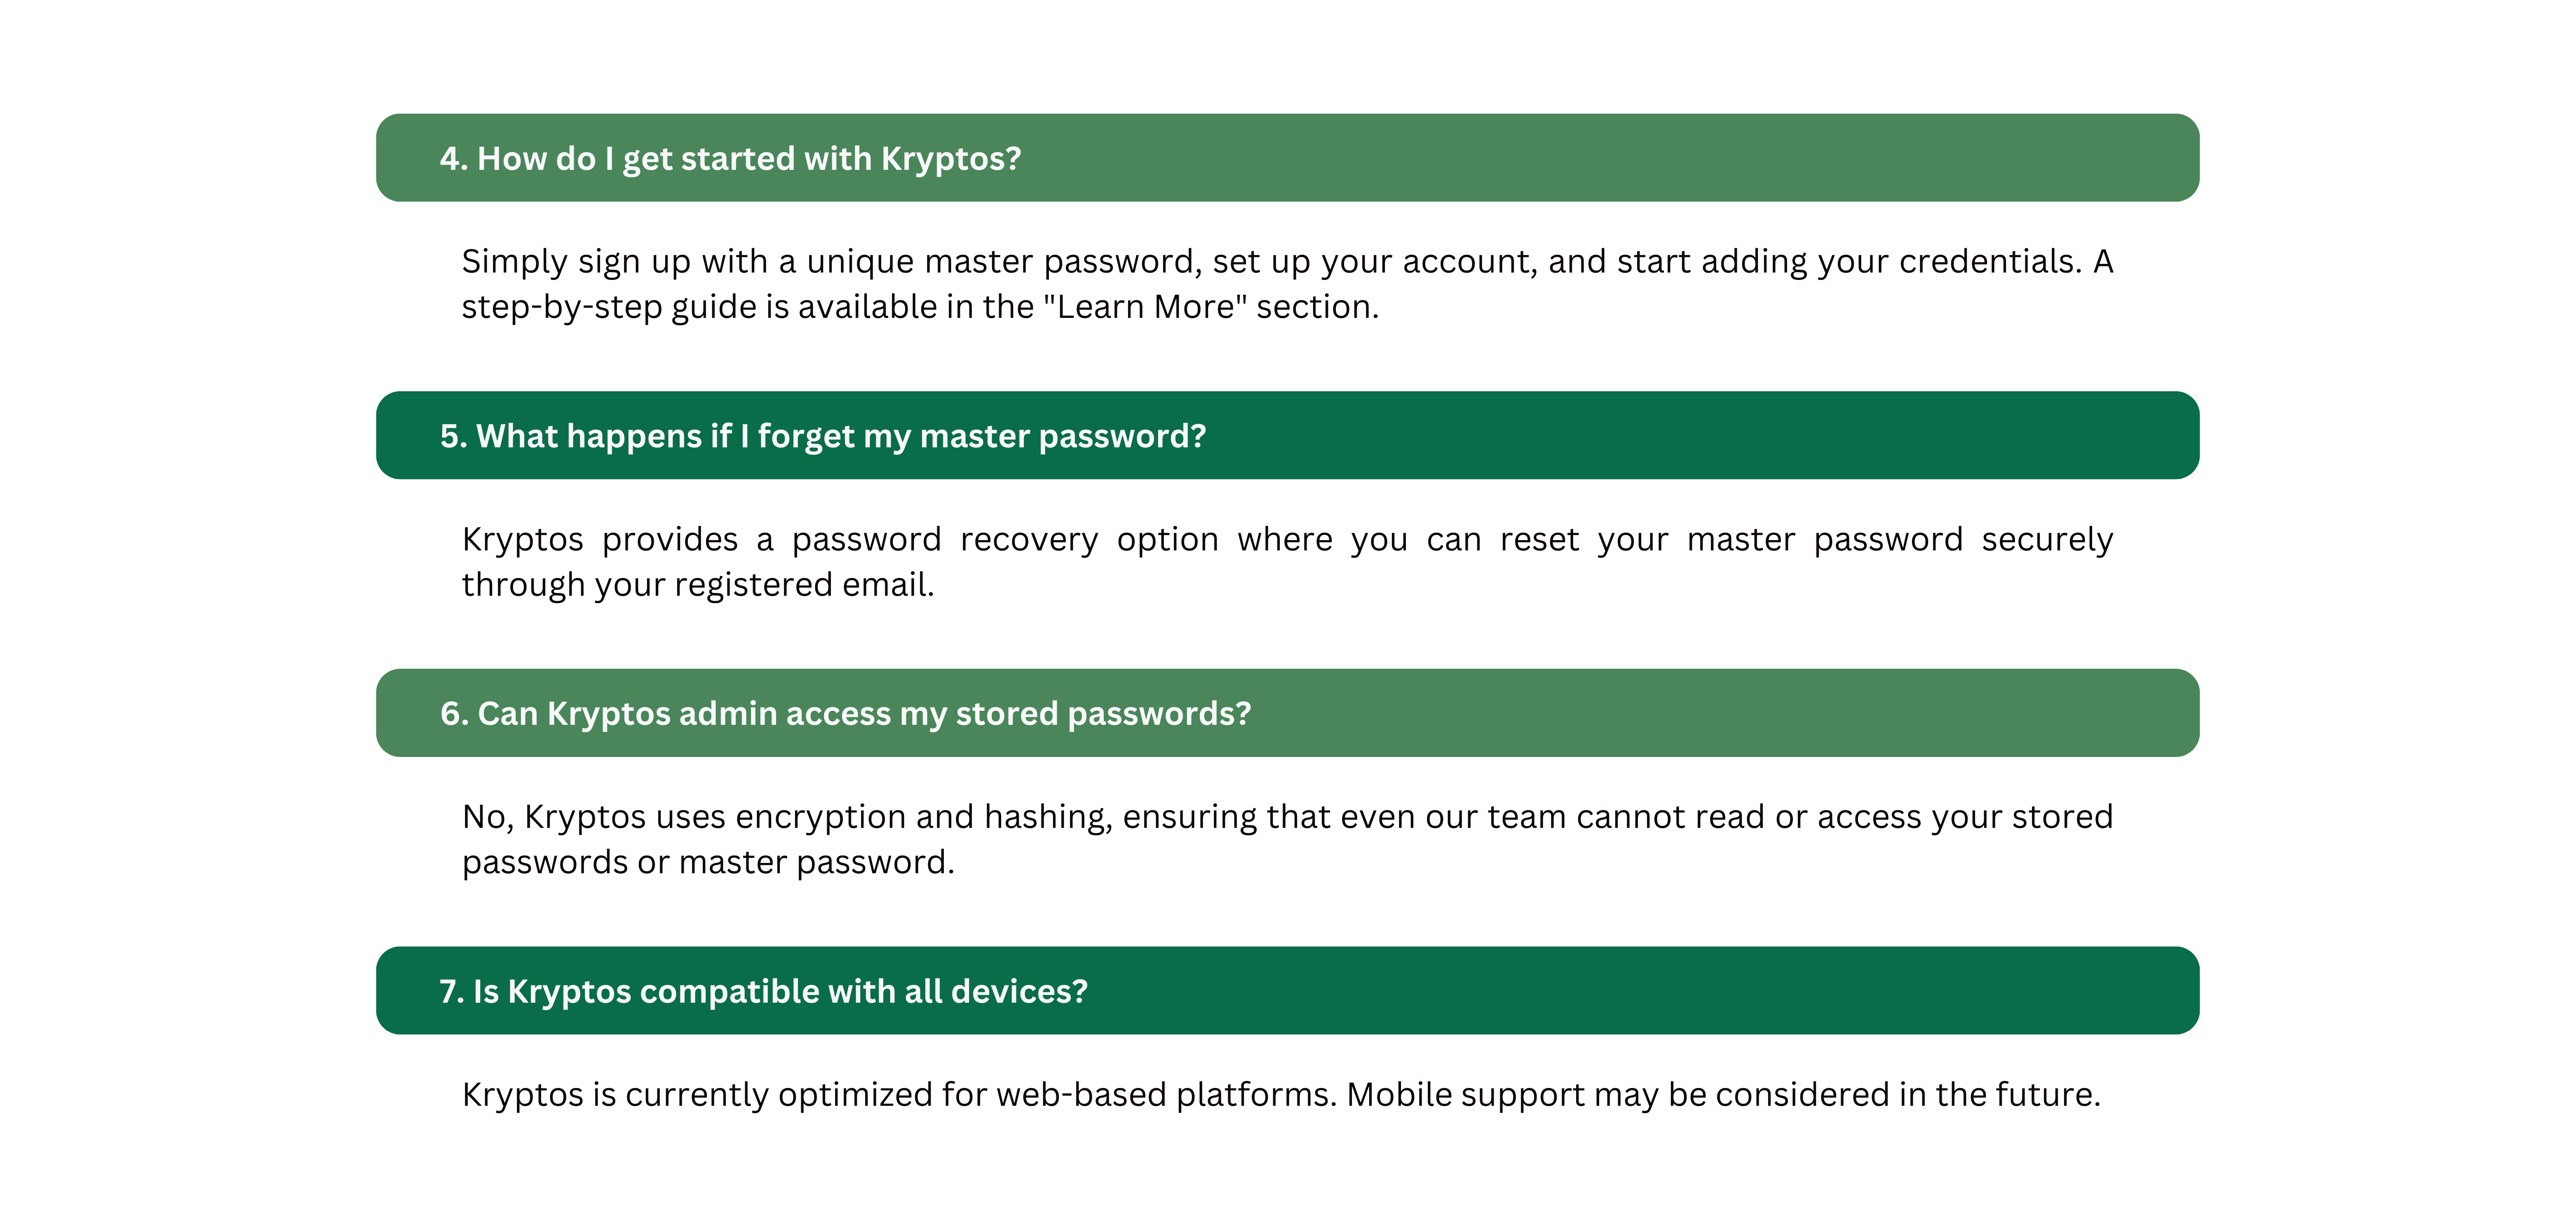 4. How do I get started with Kryptos?
Simply sign up with a unique master password, set up your account, and start adding your credentials. A
step-by-step guide is available in the "Learn More" section.
5. What happens if I forget my master password?
Kryptos provides a password recovery option where you can reset your master password securely
through your registered email.
6. Can Kryptos admin access my stored passwords?
No, Kryptos uses encryption and hashing, ensuring that even our team cannot read or access your stored
passwords or master password.
7. Is Kryptos compatible with all devices?
Kryptos is currently optimized for web-based platforms. Mobile support may be considered in the future.